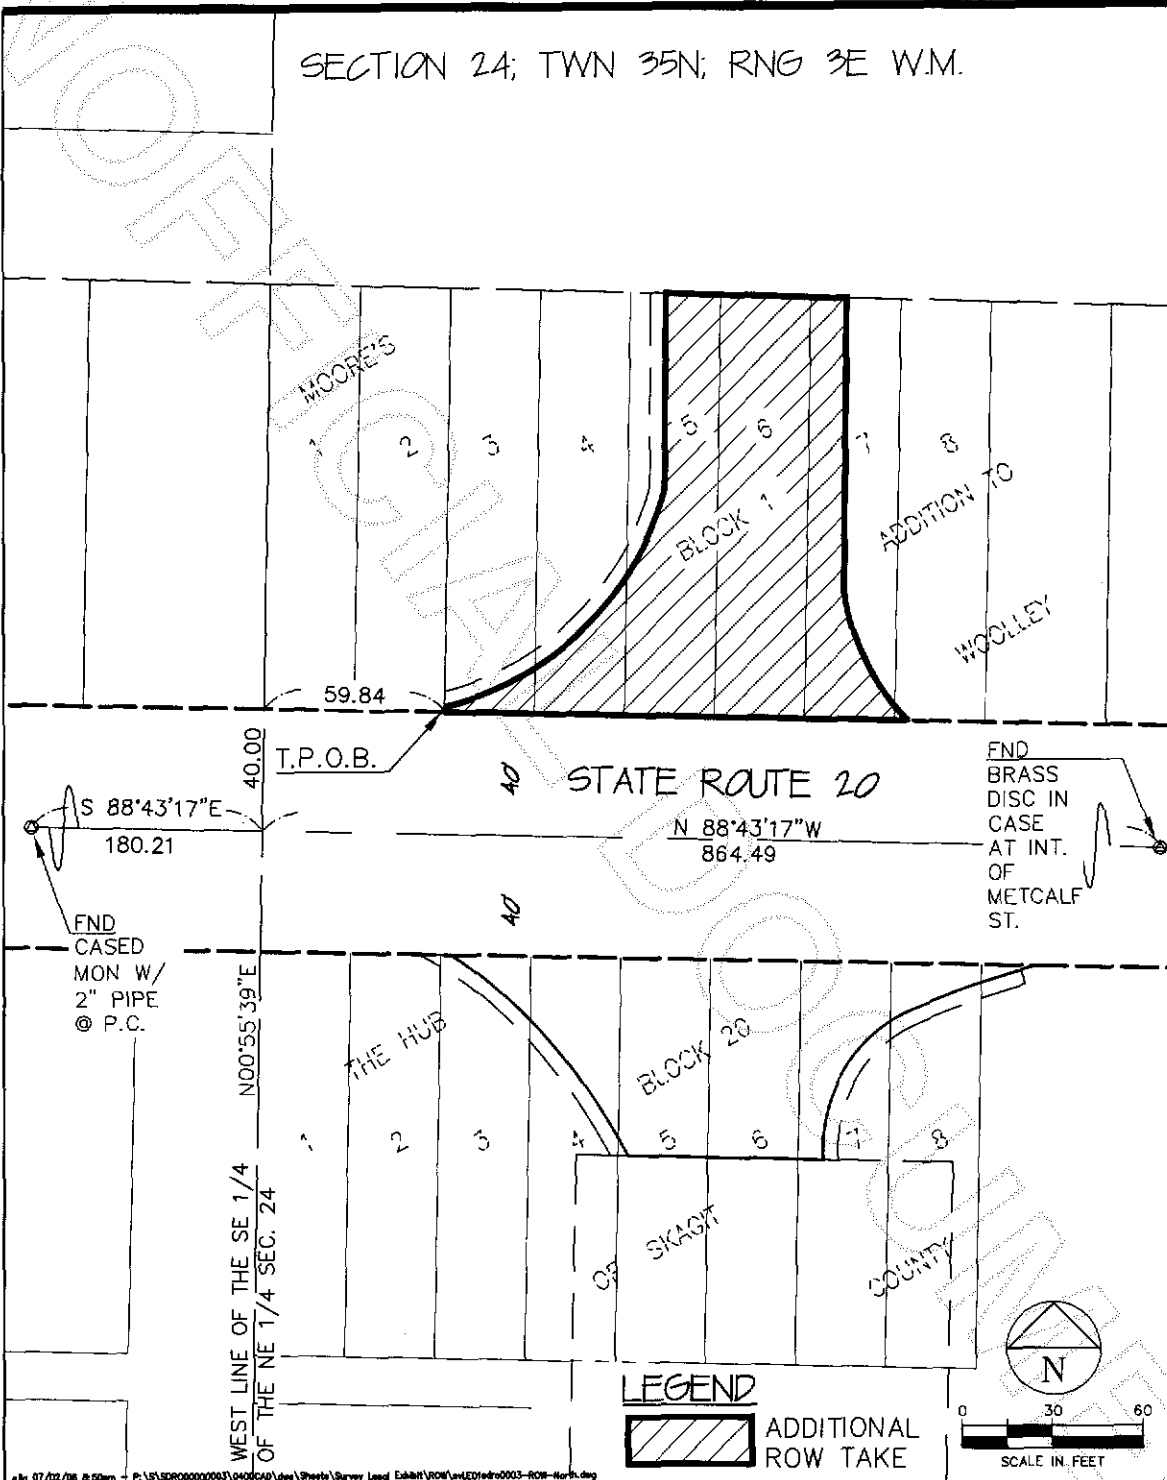 SECTION 24; TWN 35N; RNG 3E W.M.
MOORE'S
1 2 3 4 5 6 7 8
BLOCK 1
ADDITION TO
WOOLLEY
59.84
T.P.O.B.
40.00
40'
STATE ROUTE 20
S 88°43'17"E
180.21
N 88°43'17"W
864.49
FND
BRASS
DISC IN
CASE
AT INT.
OF
METCALF
ST.
40'
FND
CASED
MON W/
2" PIPE
@ P.C.
N00°55'39"E
THE HUB
BLOCK 20
1 2 3 4 5 6 7 8
OF SKAGIT COUNTY
WEST LINE OF THE SE 1/4
OF THE NE 1/4 SEC. 24
LEGEND
ADDITIONAL
ROW TAKE
N
0 30 60
SCALE IN FEET
UNOFFICIAL DOCUMENT